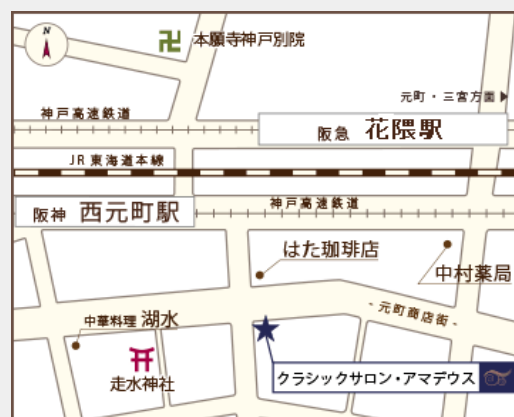 N
本願寺神戸別院
元町・三宮方面▶
神戸高速鉄道
阪急 花隈駅
JR東海道本線
阪神 西元町駅
神戸高速鉄道
はた珈琲店
中村薬局
- 元町商店街 -
中華料理 湖水
走水神社
クラシックサロン・アマデウス